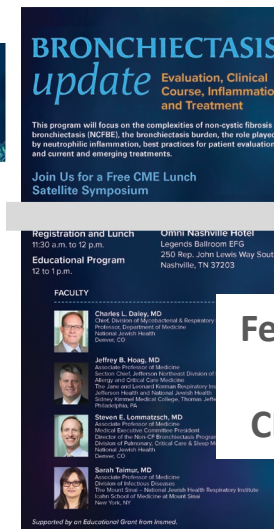 BRONCHIECTASIS
update
Evaluation, Clinical
Course, Inflammatio
and Treatment
This program will focus on the complexities of non-cystic fibrosis
bronchiectasis (NCFBE), the bronchiectasis burden, the role played
by neutrophilic inflammation, best practices for patient evaluation
and current and emerging treatments.
Join Us for a Free CME Lunch
Satellite Symposium
Registration and Lunch
11:30 a.m. to 12 p.m.
Educational Program
12 to 1 p.m.
Omni Nashville Hotel
Legends Ballroom EFG
250 Rep. John Lewis Way Sout
Nashville, TN 37203
FACULTY
Charles L. Daley, MD
Chief, Division of Mycobacterial & Respiratory
Professor, Department of Medicine
National Jewish Health
Denver, CO
Jeffrey B. Hoag, MD
Associate Professor of Medicine
Section Chief, Jefferson Northeast Division of
Allergy and Critical Care Medicine
The Jane and Leonard Korman Respiratory Ins
Jefferson Health and National Jewish Health
Sidney Kimmel Medical College, Thomas Jeffe
Philadelphia, PA
Steven E. Lommatzsch, MD
Associate Professor of Medicine
Medical Executive Committee President
Director of the Non-CF Bronchiectasis Program
Division of Pulmonary, Critical Care & Sleep M
National Jewish Health
Denver, CO
Sarah Taimur, MD
Associate Professor of Medicine
Division of Infectious Diseases
The Mount Sinai – National Jewish Health Respiratory Institute
Icahn School of Medicine at Mount Sinai
New York, NY
Supported by an Educational Grant from Insmed.
Fe